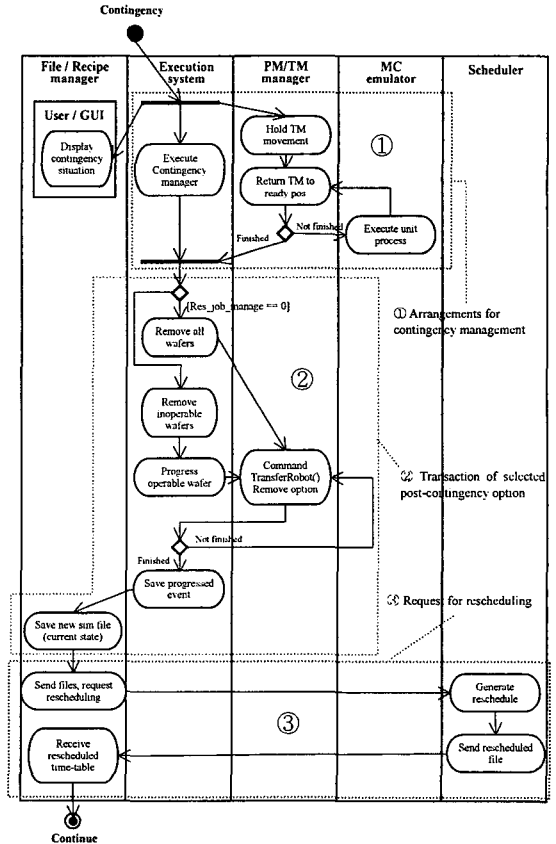 Contingency
File / Recipe
manager
Execution
system
PM/TM
manager
MC
emulator
Scheduler
User / GUI
Display
contingency
situation
Execute
Contingency
manager
Hold TM
movement
①
Return TM to
ready pos
Not finished
Finished
Execute unit
process
{Res_job_manage == 0}
① Arrangements for
contingency management
Remove all
wafers
②
Remove
inoperable
wafers
Progress
operable wafer
Command
TransferRobot()
Remove option
② Transaction of selected
post-contingency option
Not finished
Finished
Save progressed
event
③ Request for rescheduling
Save new sim file
(current state)
Send files, request
rescheduling
Generate
reschedule
③
Receive
rescheduled
time-table
Send rescheduled
file
Continue